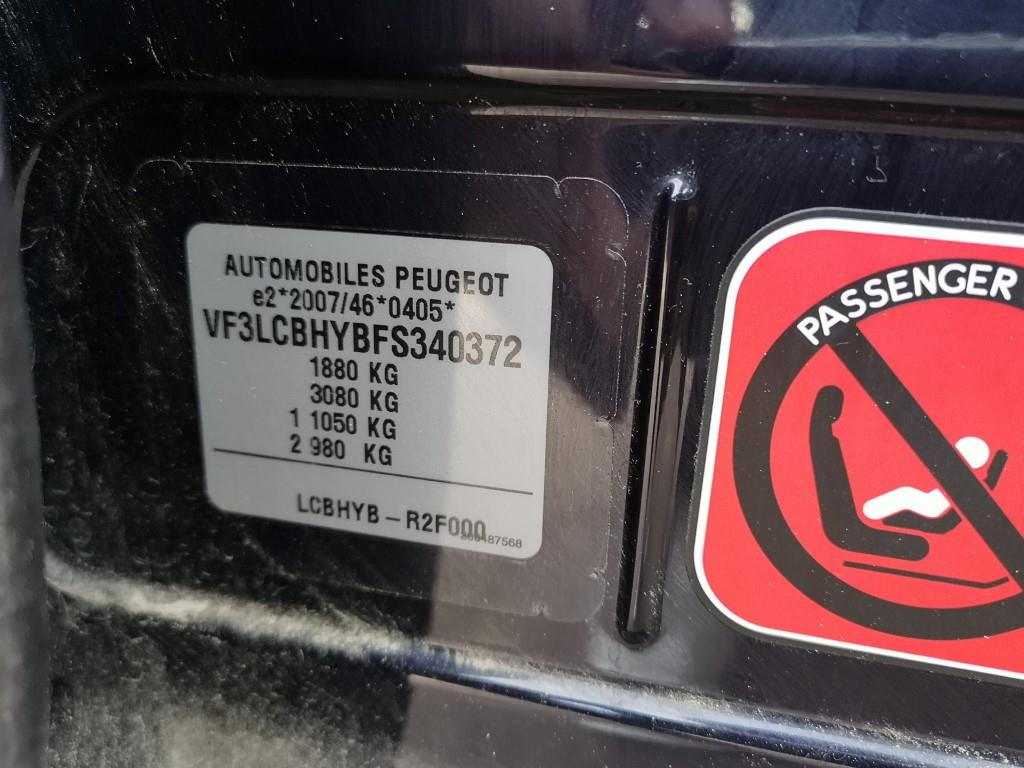 AUTOMOBILES PEUGEOT
e2*2007/46*0405*
VF3LCBHYBFS340372
1880 KG
3080 KG
1 1050 KG
2 980 KG
LCBHYB - R2F000
PASSENGER